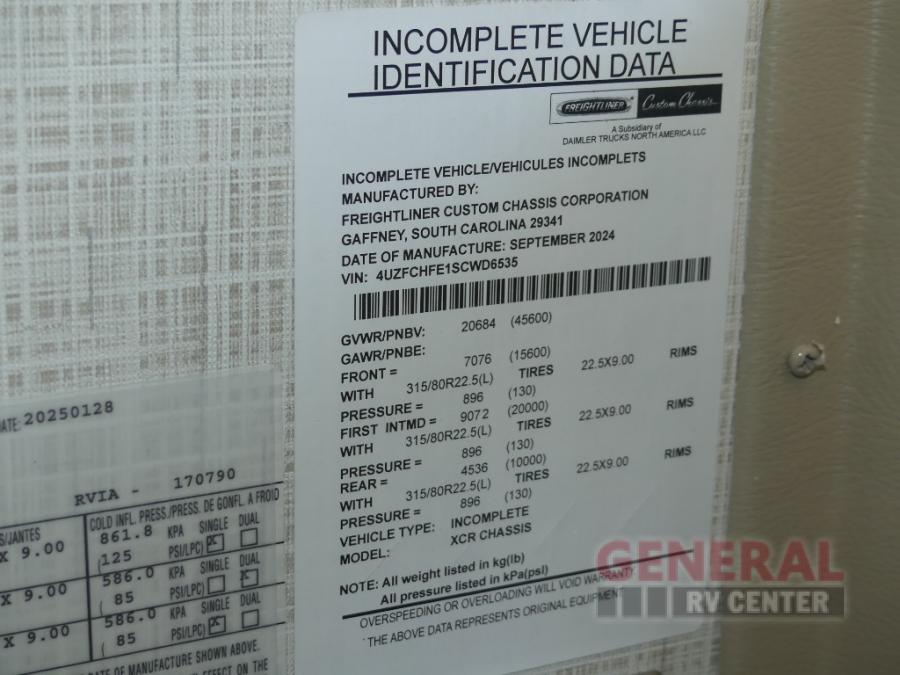 INCOMPLETE VEHICLE
IDENTIFICATION DATA
FREIGHTLINER Custom Chassis
A Subsidiary of
DAIMLER TRUCKS NORTH AMERICA LLC
INCOMPLETE VEHICLE/VEHICULES INCOMPLETS
MANUFACTURED BY:
FREIGHTLINER CUSTOM CHASSIS CORPORATION
GAFFNEY, SOUTH CAROLINA 29341
DATE OF MANUFACTURE: SEPTEMBER 2024
VIN: 4UZFCHFE1SCWD6535
GVWR/PNBV: 20684 (45600)
GAWR/PNBE:
FRONT = 7076 (15600)
WITH 315/80R22.5(L) TIRES 22.5X9.00 RIMS
PRESSURE = 896 (130)
FIRST INTMD = 9072 (20000)
WITH 315/80R22.5(L) TIRES 22.5X9.00 RIMS
PRESSURE = 896 (130)
REAR = 4536 (10000)
WITH 315/80R22.5(L) TIRES 22.5X9.00 RIMS
PRESSURE = 896 (130)
VEHICLE TYPE: INCOMPLETE
MODEL: XCR CHASSIS
NOTE: All weight listed in kg(lb)
All pressure listed in kPa(psi)
OVERSPEEDING OR OVERLOADING WILL VOID WARRANTY
*THE ABOVE DATA REPRESENTS ORIGINAL EQUIPMENT
20250128
RVIA - 170790
COLD INFL. PRESS./PRESS. DE GONFL. A FROID
S/JANTES
X 9.00 861.8 KPA SINGLE DUAL
(125 PSI/LPC) X
X 9.00 586.0 KPA SINGLE DUAL
( 85 PSI/LPC) X
X 9.00 586.0 KPA SINGLE DUAL
( 85 PSI/LPC) X
OF MANUFACTURE SHOWN ABOVE.
EFFECT ON THE
GENERAL
RV CENTER